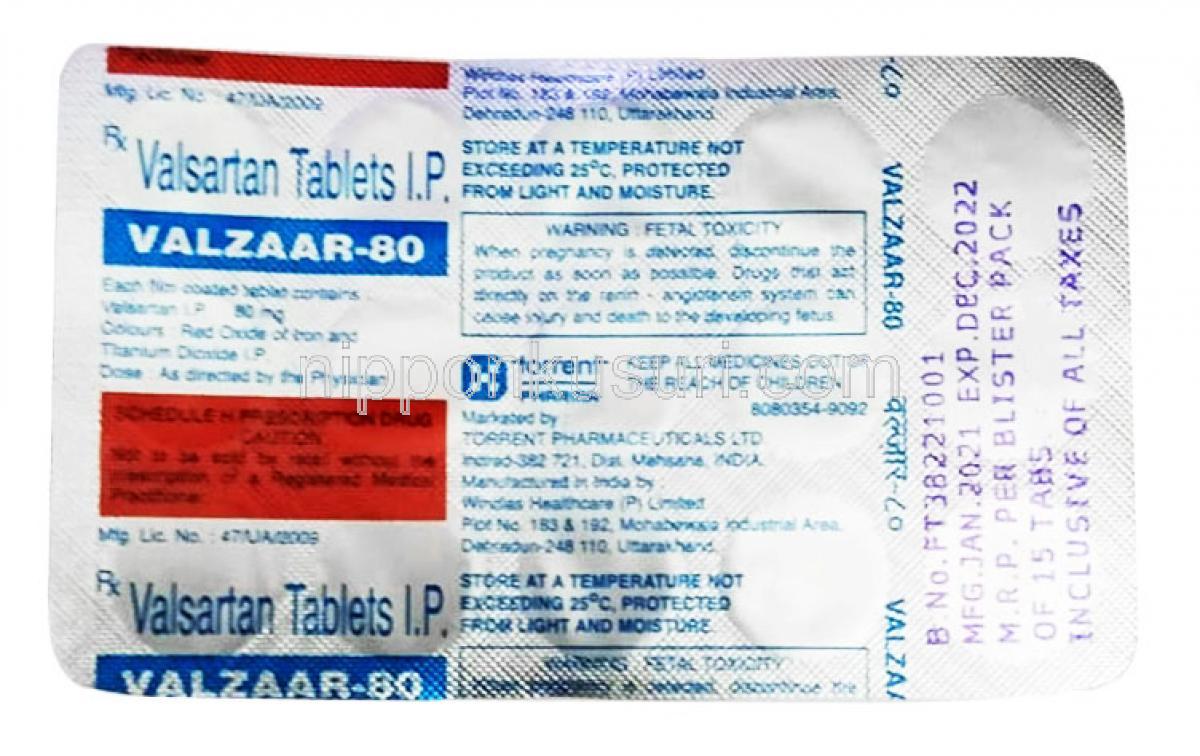 Mfg. Lic. No. : 47/UA/2009
Rx
Valsartan Tablets I.P.
VALZAAR-80
Each film coated tablet contains :
Valsartan I.P. 80 mg
Colours : Red Oxide of Iron and
Titanium Dioxide I.P.
Dose : As directed by the Physician
SCHEDULE H PRESCRIPTION DRUG
CAUTION
Not to be sold by retail without the
prescription of a Registered Medical
Practitioner
Mfg. Lic. No. : 47/UA/2009
Rx
Valsartan Tablets I.P.
VALZAAR-80
Windlas Healthcare (P) Limited
Plot No. 183 & 192, Mohabewala Industrial Area,
Dehradun-248 110, Uttarakhand.
STORE AT A TEMPERATURE NOT
EXCEEDING 25°C, PROTECTED
FROM LIGHT AND MOISTURE.
WARNING : FETAL TOXICITY
When pregnancy is detected, discontinue the
product as soon as possible. Drugs that act
directly on the renin - angiotensin system can
cause injury and death to the developing fetus.
torrent
PHARMA
KEEP ALL MEDICINES OUT OF
THE REACH OF CHILDREN
8080354-9092
Marketed by :
TORRENT PHARMACEUTICALS LTD.
Indrad-382 721, Dist. Mehsana, INDIA.
Manufactured in India by :
Windlas Healthcare (P) Limited
Plot No. 183 & 192, Mohabewala Industrial Area,
Dehradun-248 110, Uttarakhand.
STORE AT A TEMPERATURE NOT
EXCEEDING 25°C, PROTECTED
FROM LIGHT AND MOISTURE.
WARNING : FETAL TOXICITY
detected, discontinue the
-८०
VALZAAR-80
वल्ज़ार-८०
VALZAA
B No.FT38221001
MFG.JAN.2021 EXP.DEC.2022
M.R.P. PER BLISTER PACK
OF 15 TABS
INCLUSIVE OF ALL TAXES
nipponkusuri.com